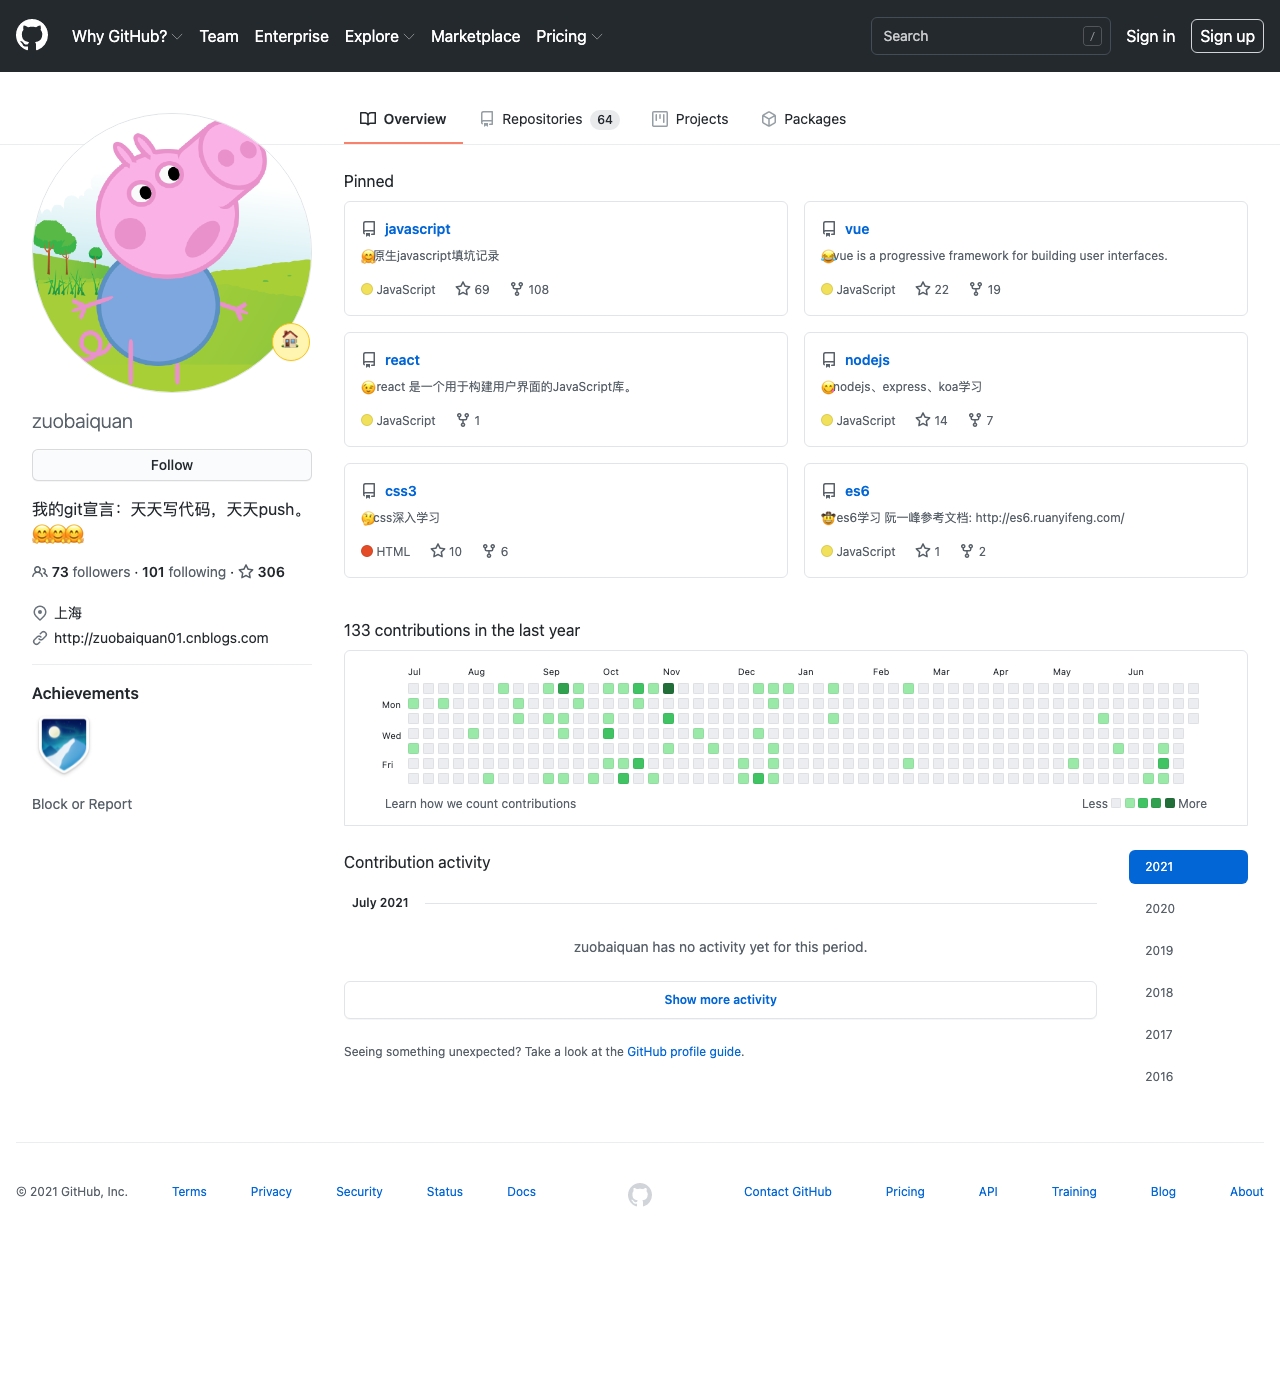 Why GitHub? Team Enterprise Explore Marketplace Pricing Search / Sign in Sign up
Overview Repositories 64 Projects Packages
zuobaiquan
Follow
我的git宣言：天天写代码，天天push。
🤗🤗🤗
73 followers · 101 following · 306
上海
http://zuobaiquan01.cnblogs.com
Achievements
Block or Report
Pinned
javascript
🤗原生javascript填坑记录
JavaScript 69 108
vue
😂vue is a progressive framework for building user interfaces.
JavaScript 22 19
react
😉react 是一个用于构建用户界面的JavaScript库。
JavaScript 1
nodejs
😋nodejs、express、koa学习
JavaScript 14 7
css3
🤔css深入学习
HTML 10 6
es6
🤠es6学习 阮一峰参考文档: http://es6.ruanyifeng.com/
JavaScript 1 2
133 contributions in the last year
Jul Aug Sep Oct Nov Dec Jan Feb Mar Apr May Jun
Mon
Wed
Fri
Learn how we count contributions
Less More
Contribution activity
July 2021
zuobaiquan has no activity yet for this period.
Show more activity
Seeing something unexpected? Take a look at the GitHub profile guide.
2021
2020
2019
2018
2017
2016
© 2021 GitHub, Inc. Terms Privacy Security Status Docs Contact GitHub Pricing API Training Blog About